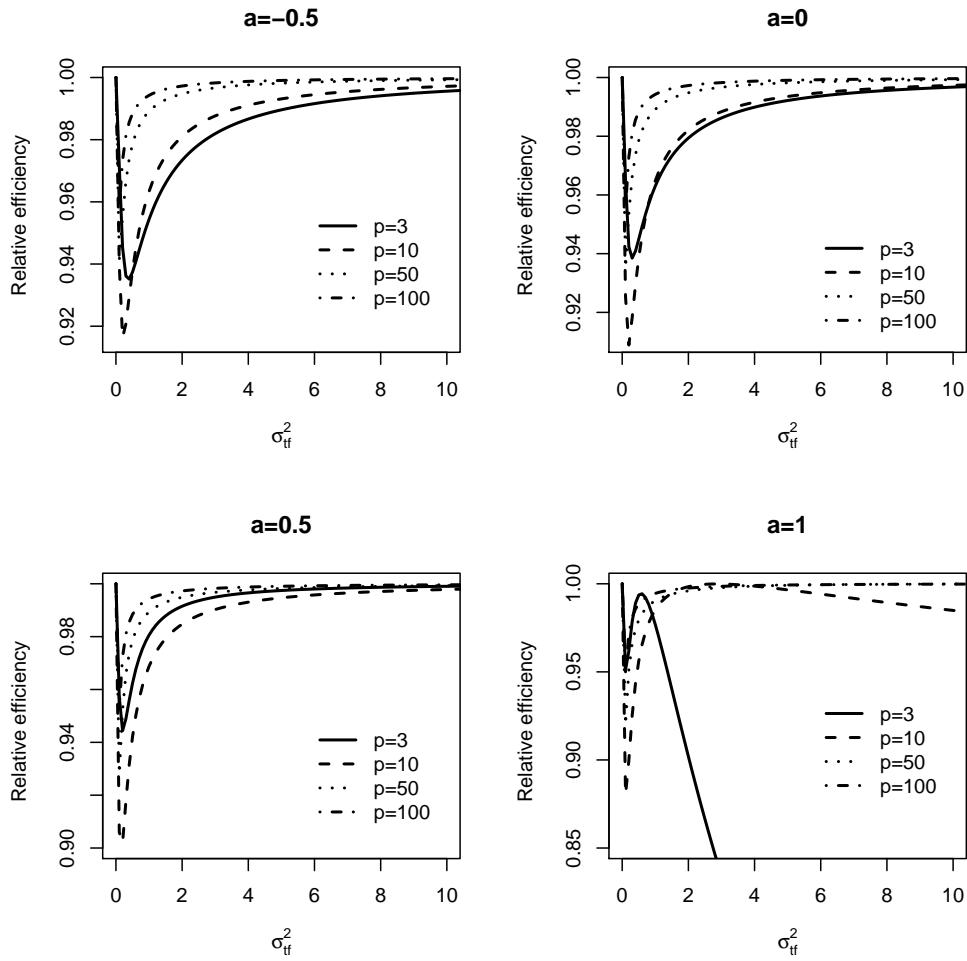 a=−0.5
Relative efficiency
0.92 0.94 0.96 0.98 1.00
p=3
p=10
p=50
p=100
0 2 4 6 8 10
σ²tf
a=0
Relative efficiency
0.92 0.94 0.96 0.98 1.00
p=3
p=10
p=50
p=100
0 2 4 6 8 10
σ²tf
a=0.5
Relative efficiency
0.90 0.94 0.98
p=3
p=10
p=50
p=100
0 2 4 6 8 10
σ²tf
a=1
Relative efficiency
0.85 0.90 0.95 1.00
p=3
p=10
p=50
p=100
0 2 4 6 8 10
σ²tf